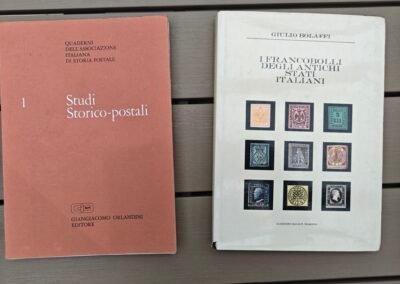 QUADERNI
DELL'ASSOCIAZIONE
ITALIANA
DI STORIA POSTALE
1
Studi
Storico-postali
GIANGIACOMO ORLANDINI
EDITORE
GIULIO BOLAFFI
I FRANCOBOLLI
DEGLI ANTICHI
STATI
ITALIANI